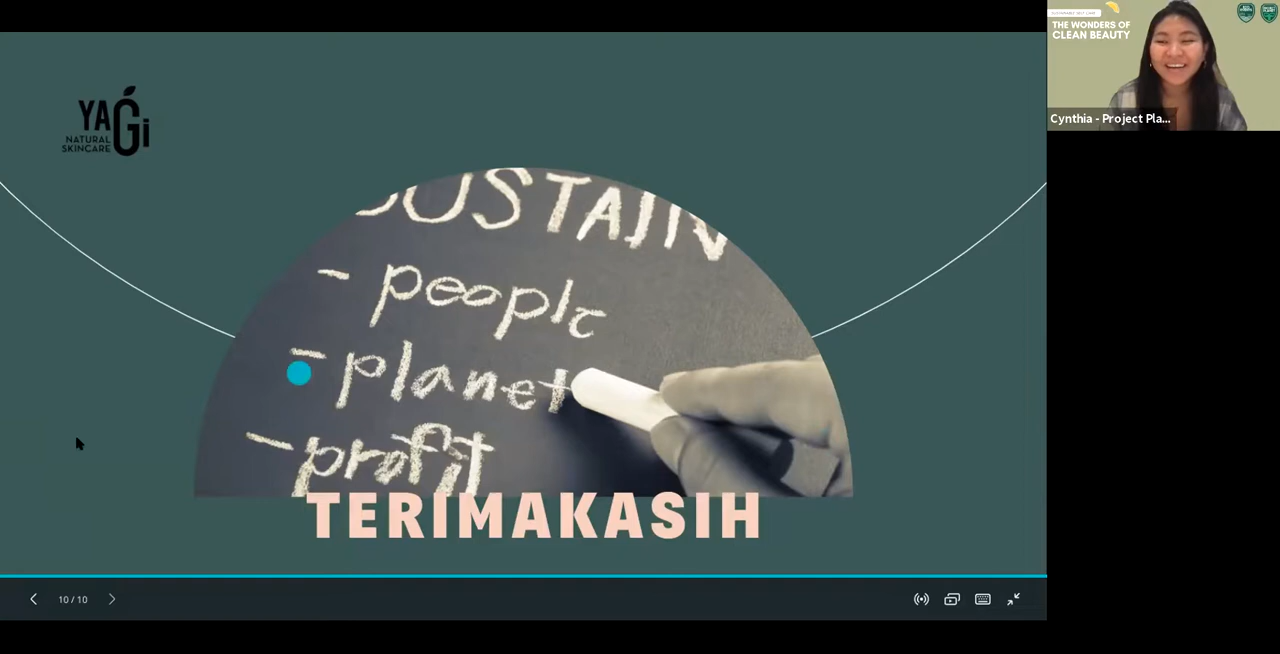 YAGi
NATURAL
SKINCARE
SUSTAIN
- people
- planet
- profit
TERIMAKASIH
10 / 10
THE WONDERS OF
CLEAN BEAUTY
Cynthia - Project Pla...